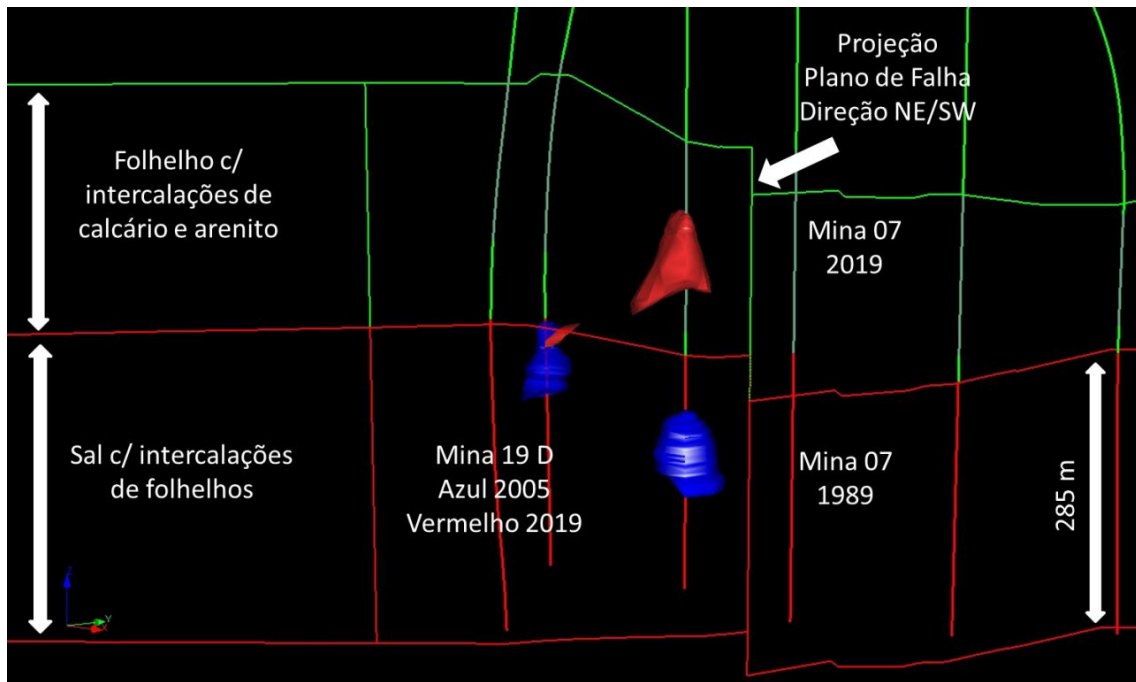 Projeção
Plano de Falha
Direção NE/SW
Folhelho c/
intercalações de
calcário e arenito
Mina 07
2019
Sal c/ intercalações
de folhelhos
Mina 19 D
Azul 2005
Vermelho 2019
Mina 07
1989
285 m
Z
Y
X